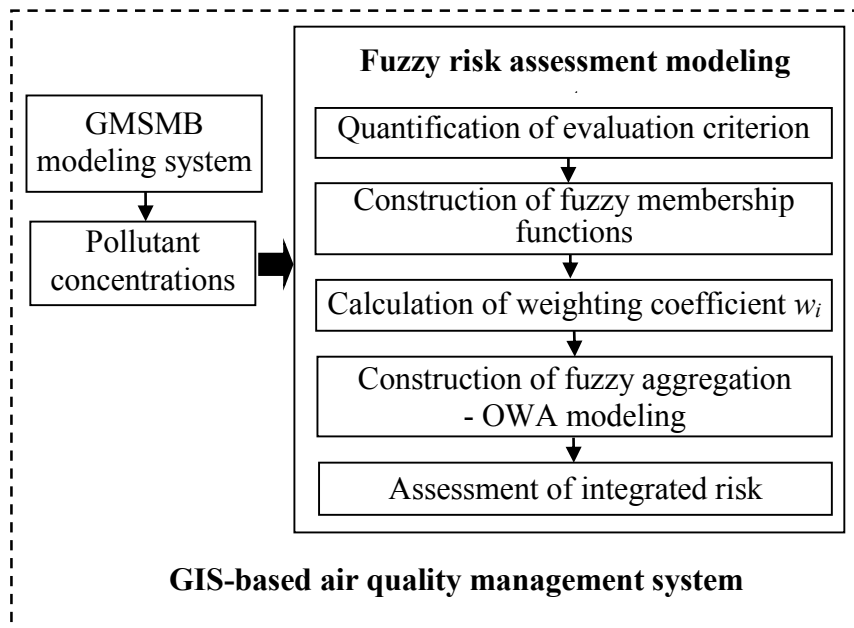 Fuzzy risk assessment modeling
GMSMB
modeling system
Pollutant
concentrations
Quantification of evaluation criterion
Construction of fuzzy membership
functions
Calculation of weighting coefficient wi
Construction of fuzzy aggregation
- OWA modeling
Assessment of integrated risk
GIS-based air quality management system